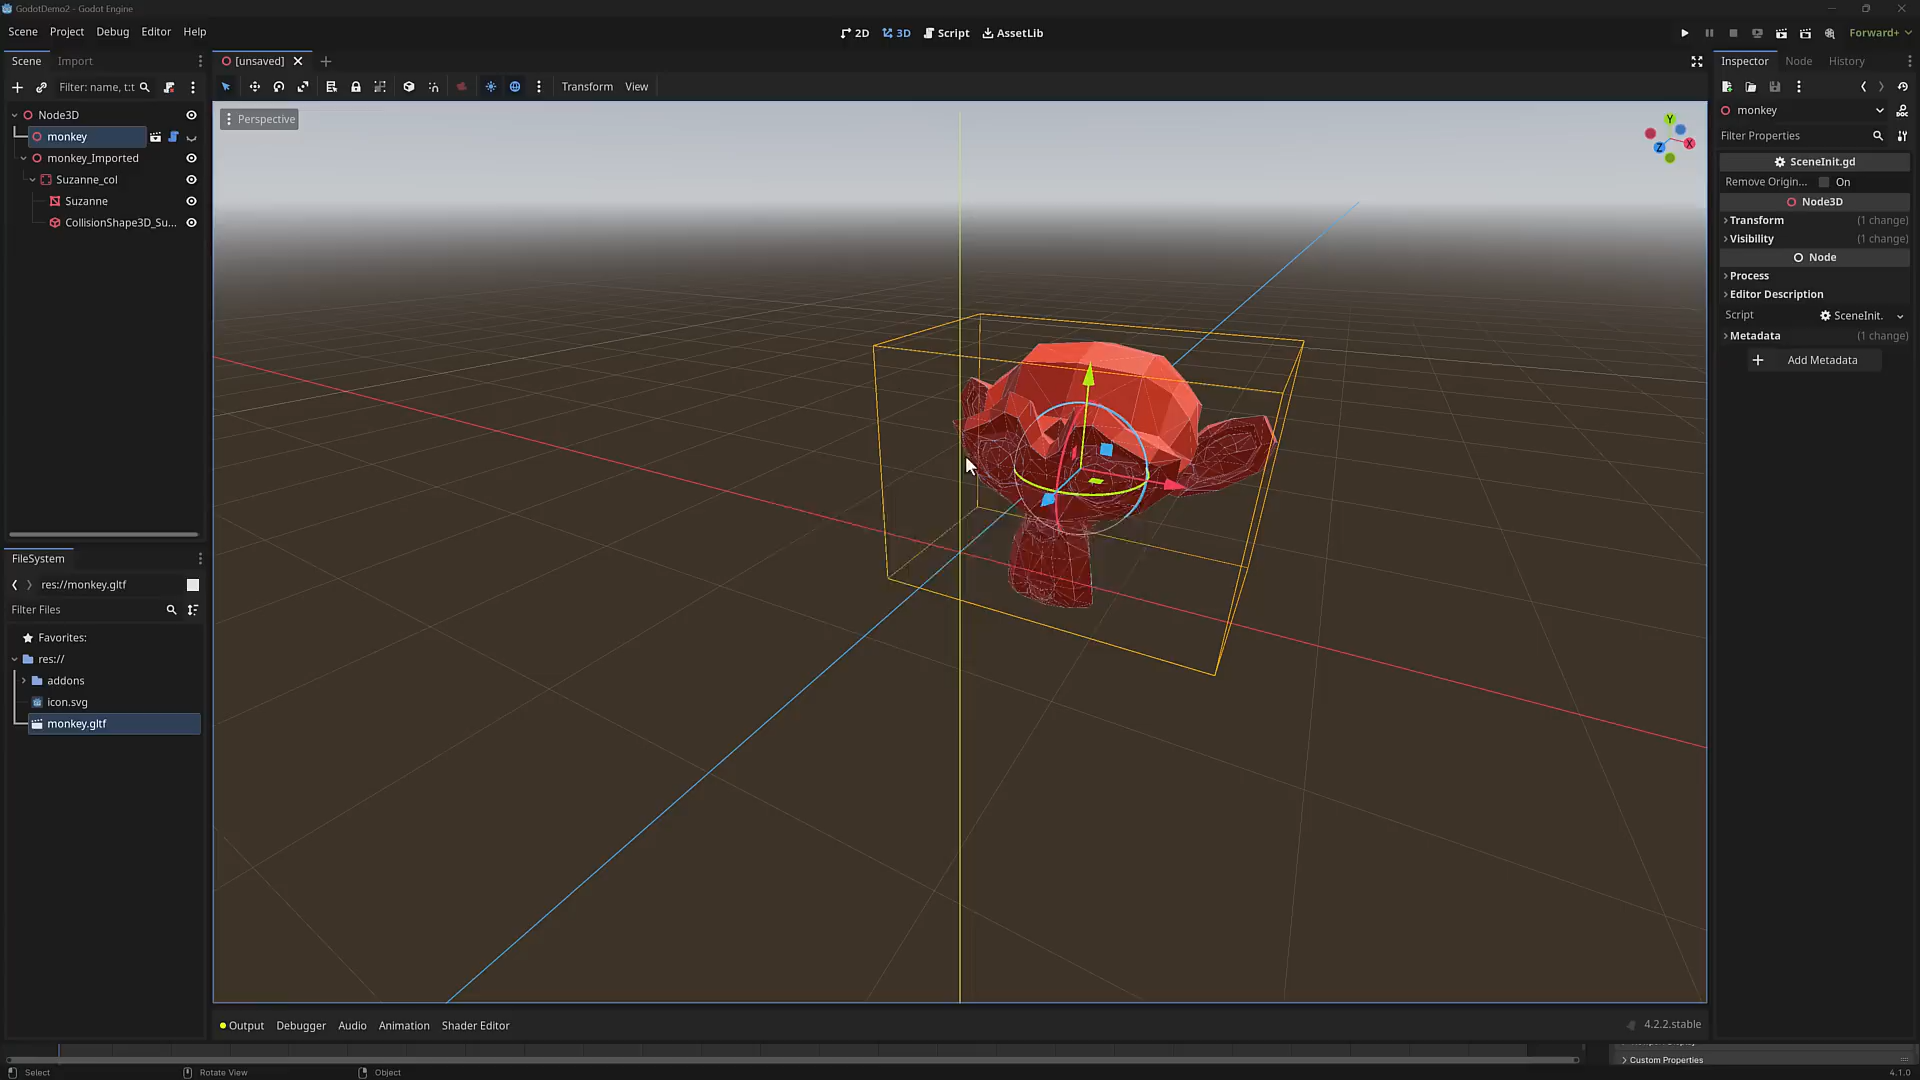 GodotDemo2 - Godot Engine
Scene Project Debug Editor Help
2D 3D Script AssetLib
Forward+
Scene Import
[unsaved]
Inspector Node History
Filter: name, t:t
Transform View
Node3D
monkey
monkey_Imported
Suzanne_col
Suzanne
CollisionShape3D_Su...
Perspective
Y
X
Z
monkey
Filter Properties
SceneInit.gd
Remove Origin... On
Node3D
Transform (1 change)
Visibility (1 change)
Node
Process
Editor Description
Script SceneInit.
Metadata (1 change)
Add Metadata
FileSystem
res://monkey.gltf
Filter Files
Favorites:
res://
addons
icon.svg
monkey.gltf
Output Debugger Audio Animation Shader Editor
4.2.2.stable
Custom Properties
Select Rotate View Object
4.1.0